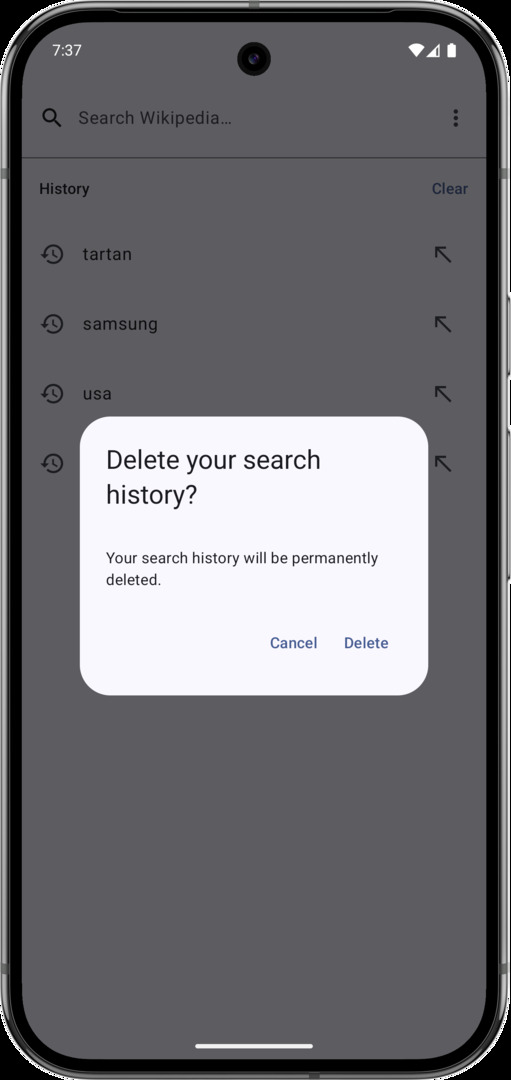 7:37
Search Wikipedia…
History
Clear
tartan
samsung
usa
Delete your search
history?
Your search history will be permanently
deleted.
Cancel
Delete